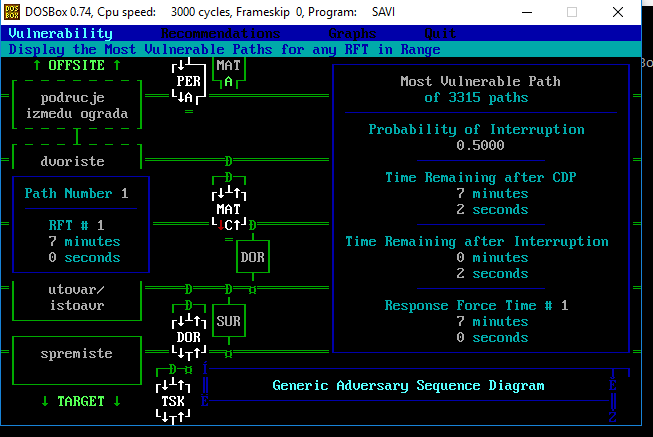 DOSBox 0.74, Cpu speed: 3000 cycles, Frameskip 0, Program: SAVI
Vulnerability Recommendations Graphs Quit
Display the Most Vulnerable Paths for any RFT in Range
↑ OFFSITE ↑
podrucje
izmedu ograda
dvoriste
Path Number 1
RFT # 1
7 minutes
0 seconds
utovar/
istoavr
spremiste
↓ TARGET ↓
PER
↓A
MAT
A
D
D
↓↑↑
MAT
↓C↑D
DOR
D D
SUR
↓↑↑
DOR
↓T↑
D
↓↑↑
TSK
↓T↑
Most Vulnerable Path
of 3315 paths
Probability of Interruption
0.5000
Time Remaining after CDP
7 minutes
2 seconds
Time Remaining after Interruption
0 minutes
2 seconds
Response Force Time # 1
7 minutes
0 seconds
Generic Adversary Sequence Diagram